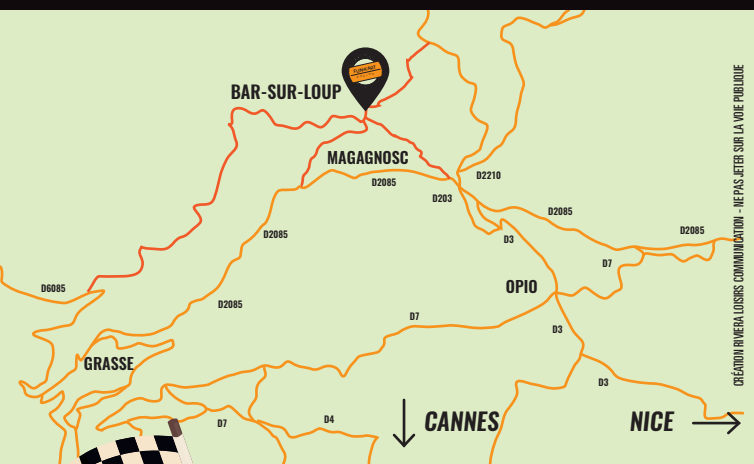 BAR-SUR-LOUP
MAGAGNOSC
D2085
D2210
D203
D2085
D2085
D3
D2085
D7
D6085
OPIO
D2085
D7
D3
GRASSE
D3
D7
D4
CANNES
NICE
CRÉATION RIVIERA LOISIRS COMMUNICATION - NE PAS JETER SUR LA VOIE PUBLIQUE